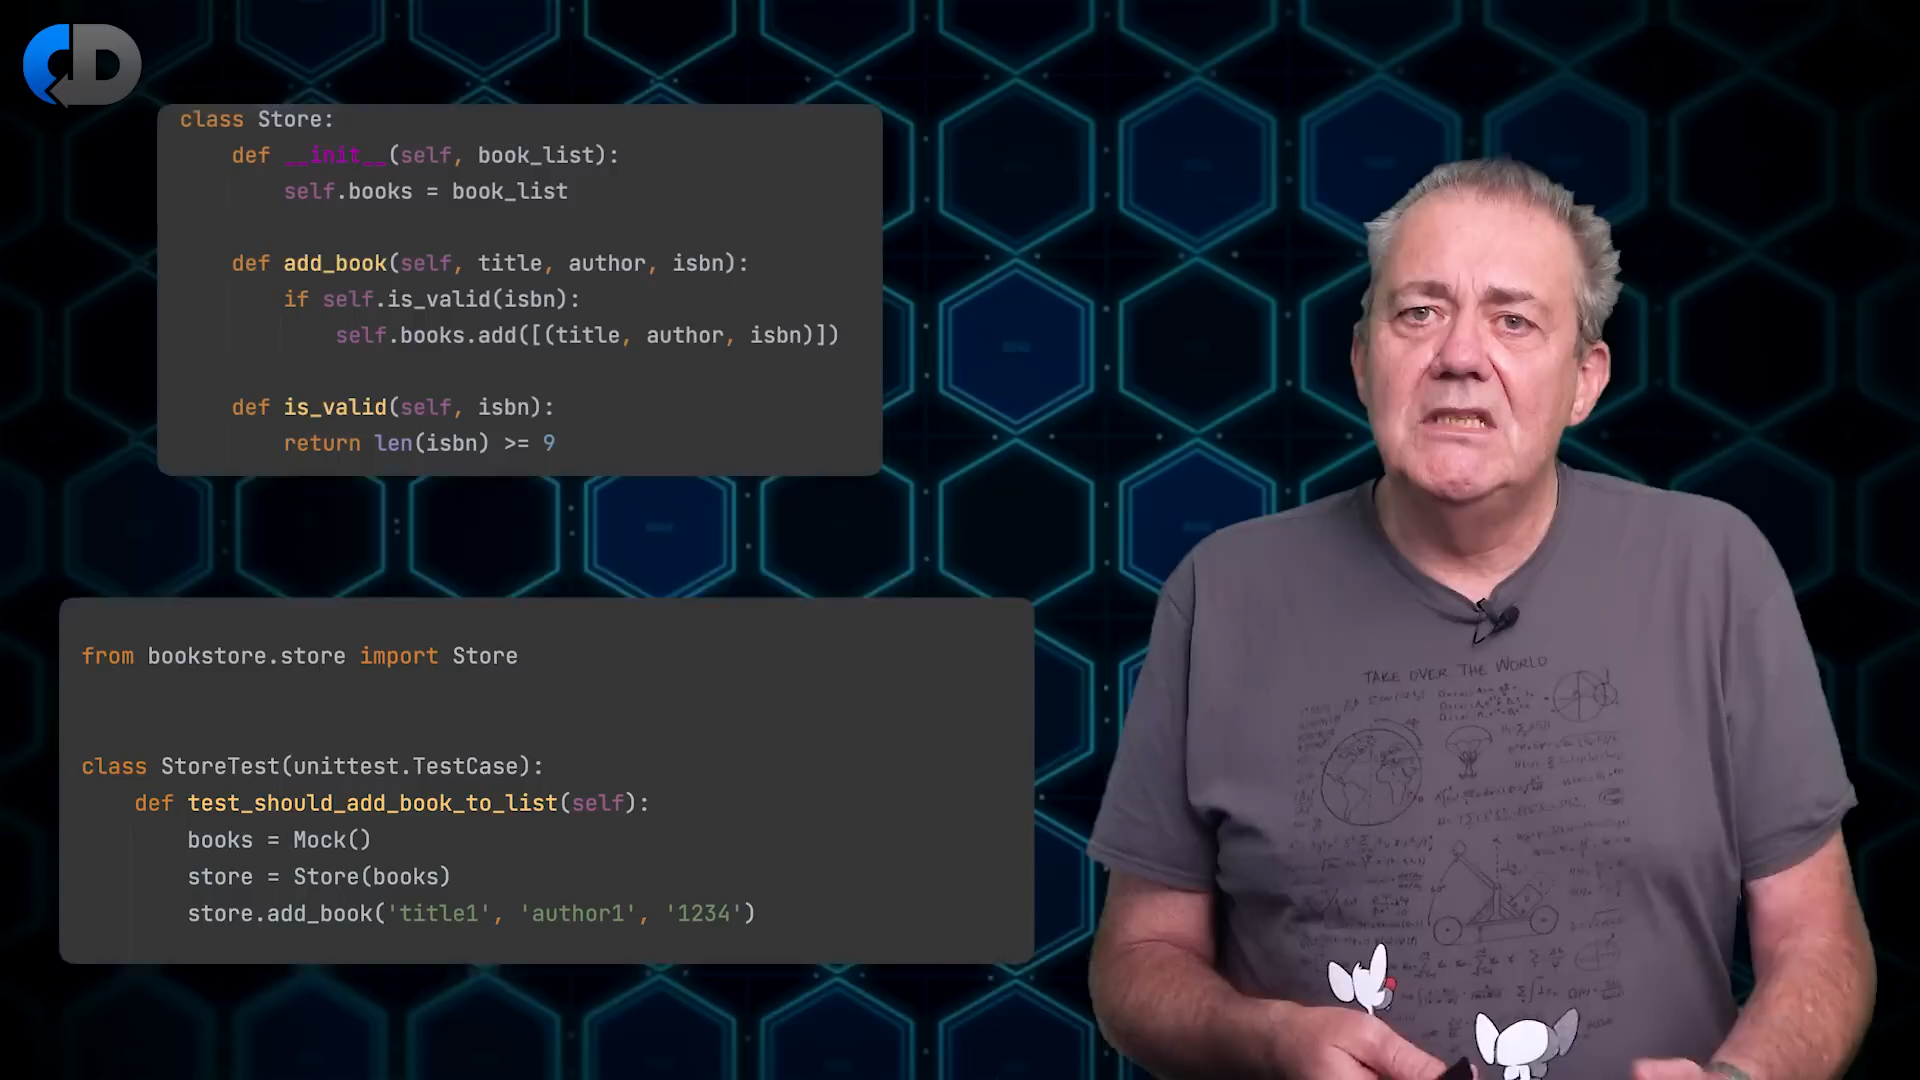 CD
class Store:
def __init__(self, book_list):
self.books = book_list
def add_book(self, title, author, isbn):
if self.is_valid(isbn):
self.books.add([(title, author, isbn)])
def is_valid(self, isbn):
return len(isbn) >= 9
from bookstore.store import Store
class StoreTest(unittest.TestCase):
def test_should_add_book_to_list(self):
books = Mock()
store = Store(books)
store.add_book('title1', 'author1', '1234')
TAKE OVER THE WORLD